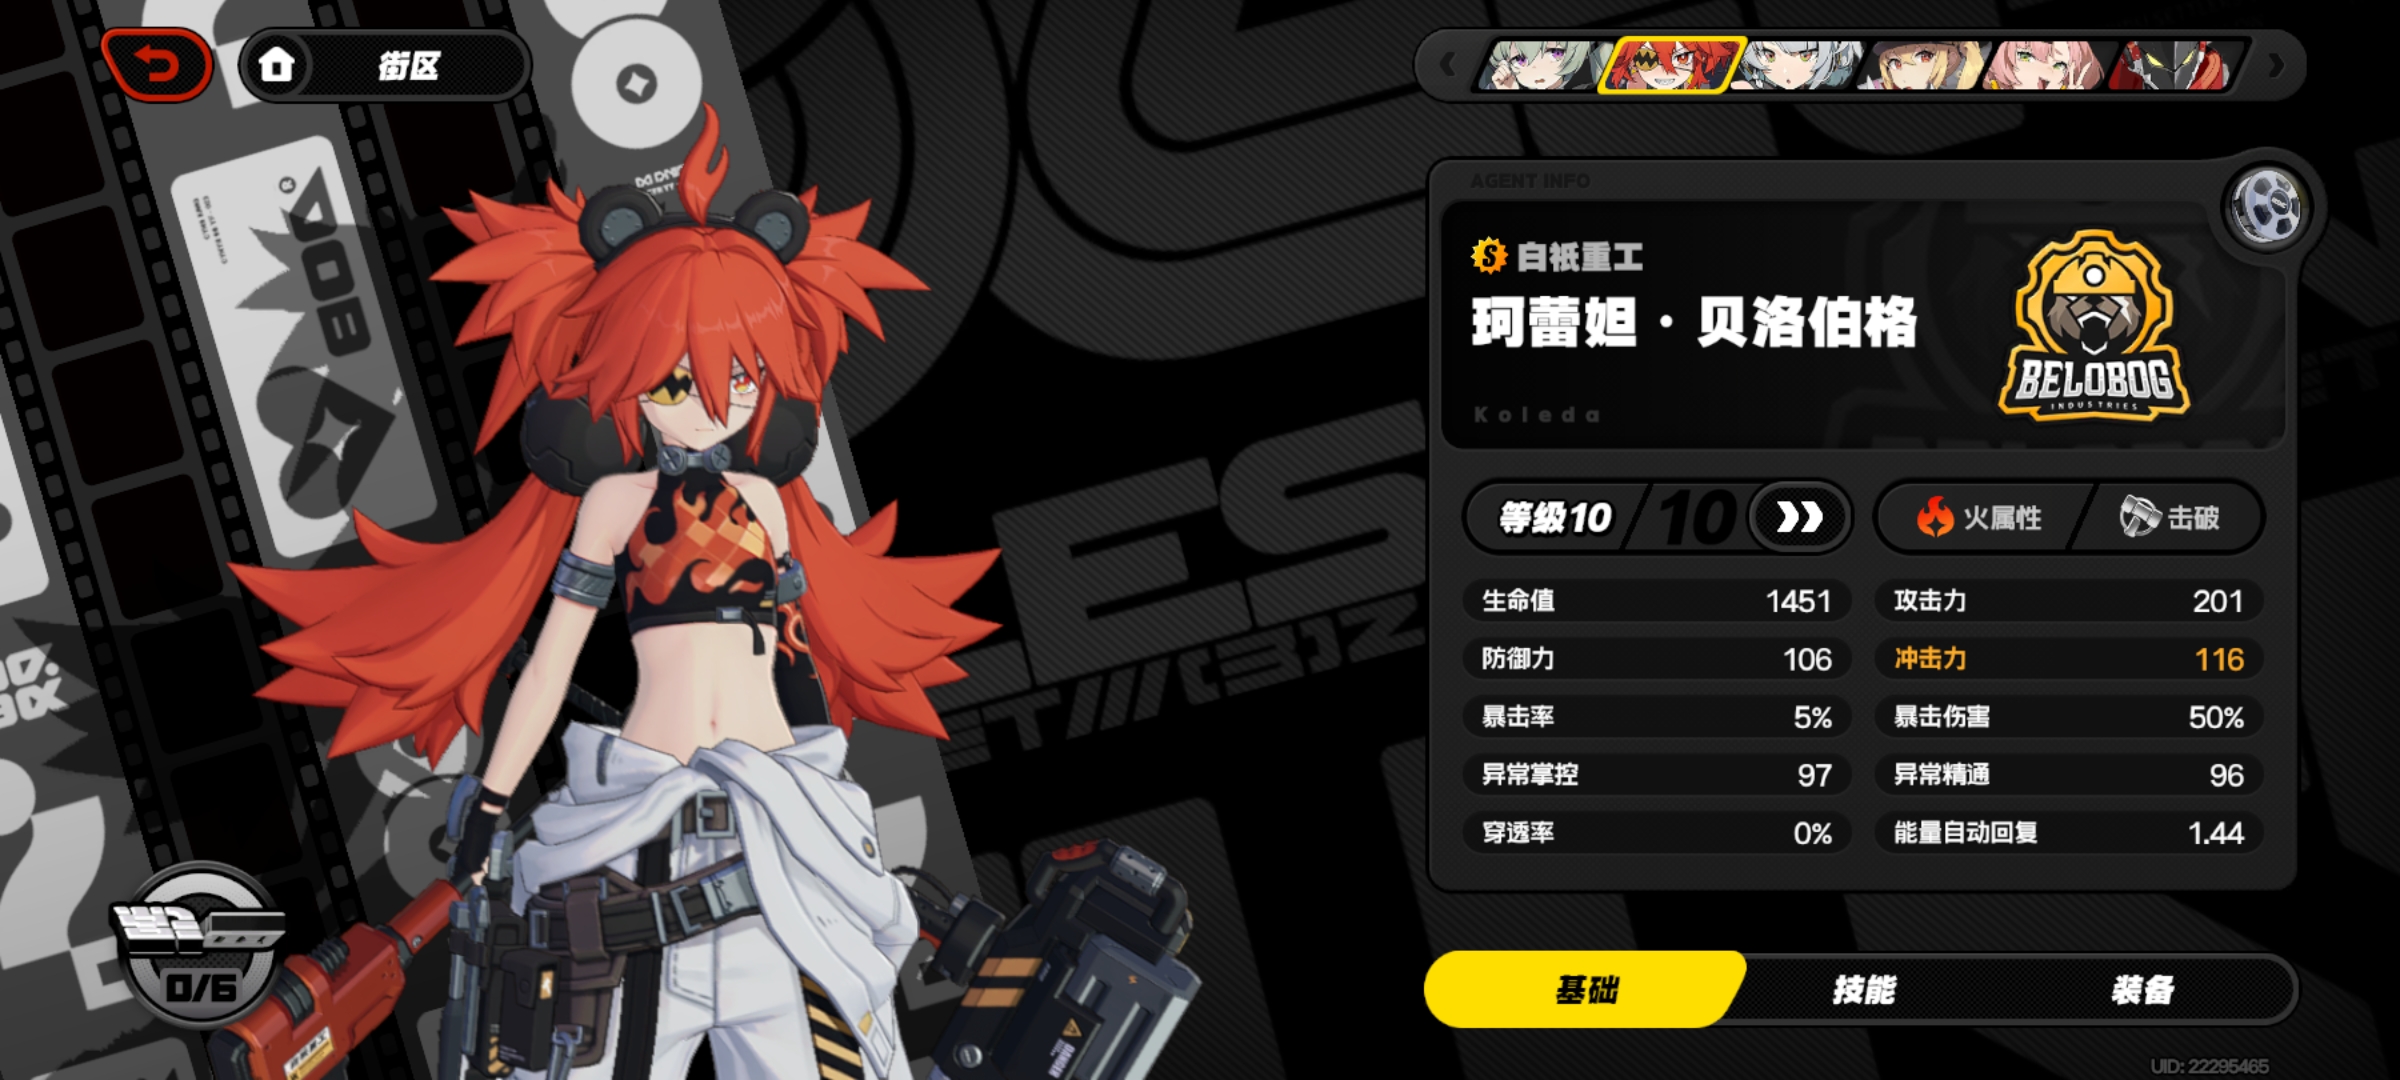 街区
AGENT INFO
S 白祇重工
珂蕾妲·贝洛伯格
Koleda
BELOBOG
INDUSTRIES
等级10 / 10
火属性
击破
生命值 1451
攻击力 201
防御力 106
冲击力 116
暴击率 5%
暴击伤害 50%
异常掌控 97
异常精通 96
穿透率 0%
能量自动回复 1.44
0/6
基础
技能
装备
UID: 22295465